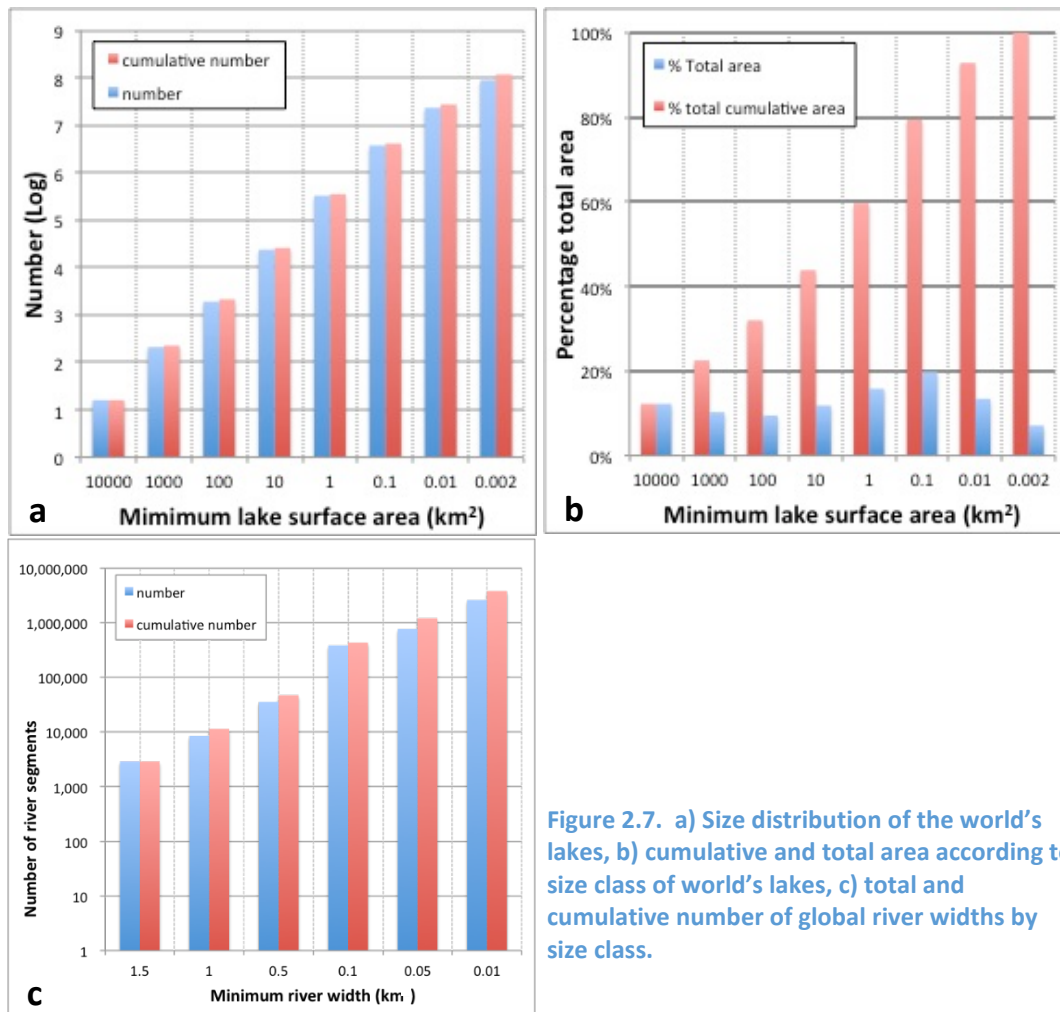 9
8
7
6
5
4
3
2
1
0
Number (Log)
cumulative number
number
10000 1000 100 10 1 0.1 0.01 0.002
Mimimum lake surface area (km²)
a
100%
80%
60%
40%
20%
0%
Percentage total area
% Total area
% total cumulative area
10000 1000 100 10 1 0.1 0.01 0.002
Minimum lake surface area (km²)
b
10,000,000
1,000,000
100,000
10,000
1,000
100
10
1
Number of river segments
number
cumulative number
1.5 1 0.5 0.1 0.05 0.01
Minimum river width (km )
c
Figure 2.7. a) Size distribution of the world's
lakes, b) cumulative and total area according t
size class of world's lakes, c) total and
cumulative number of global river widths by
size class.